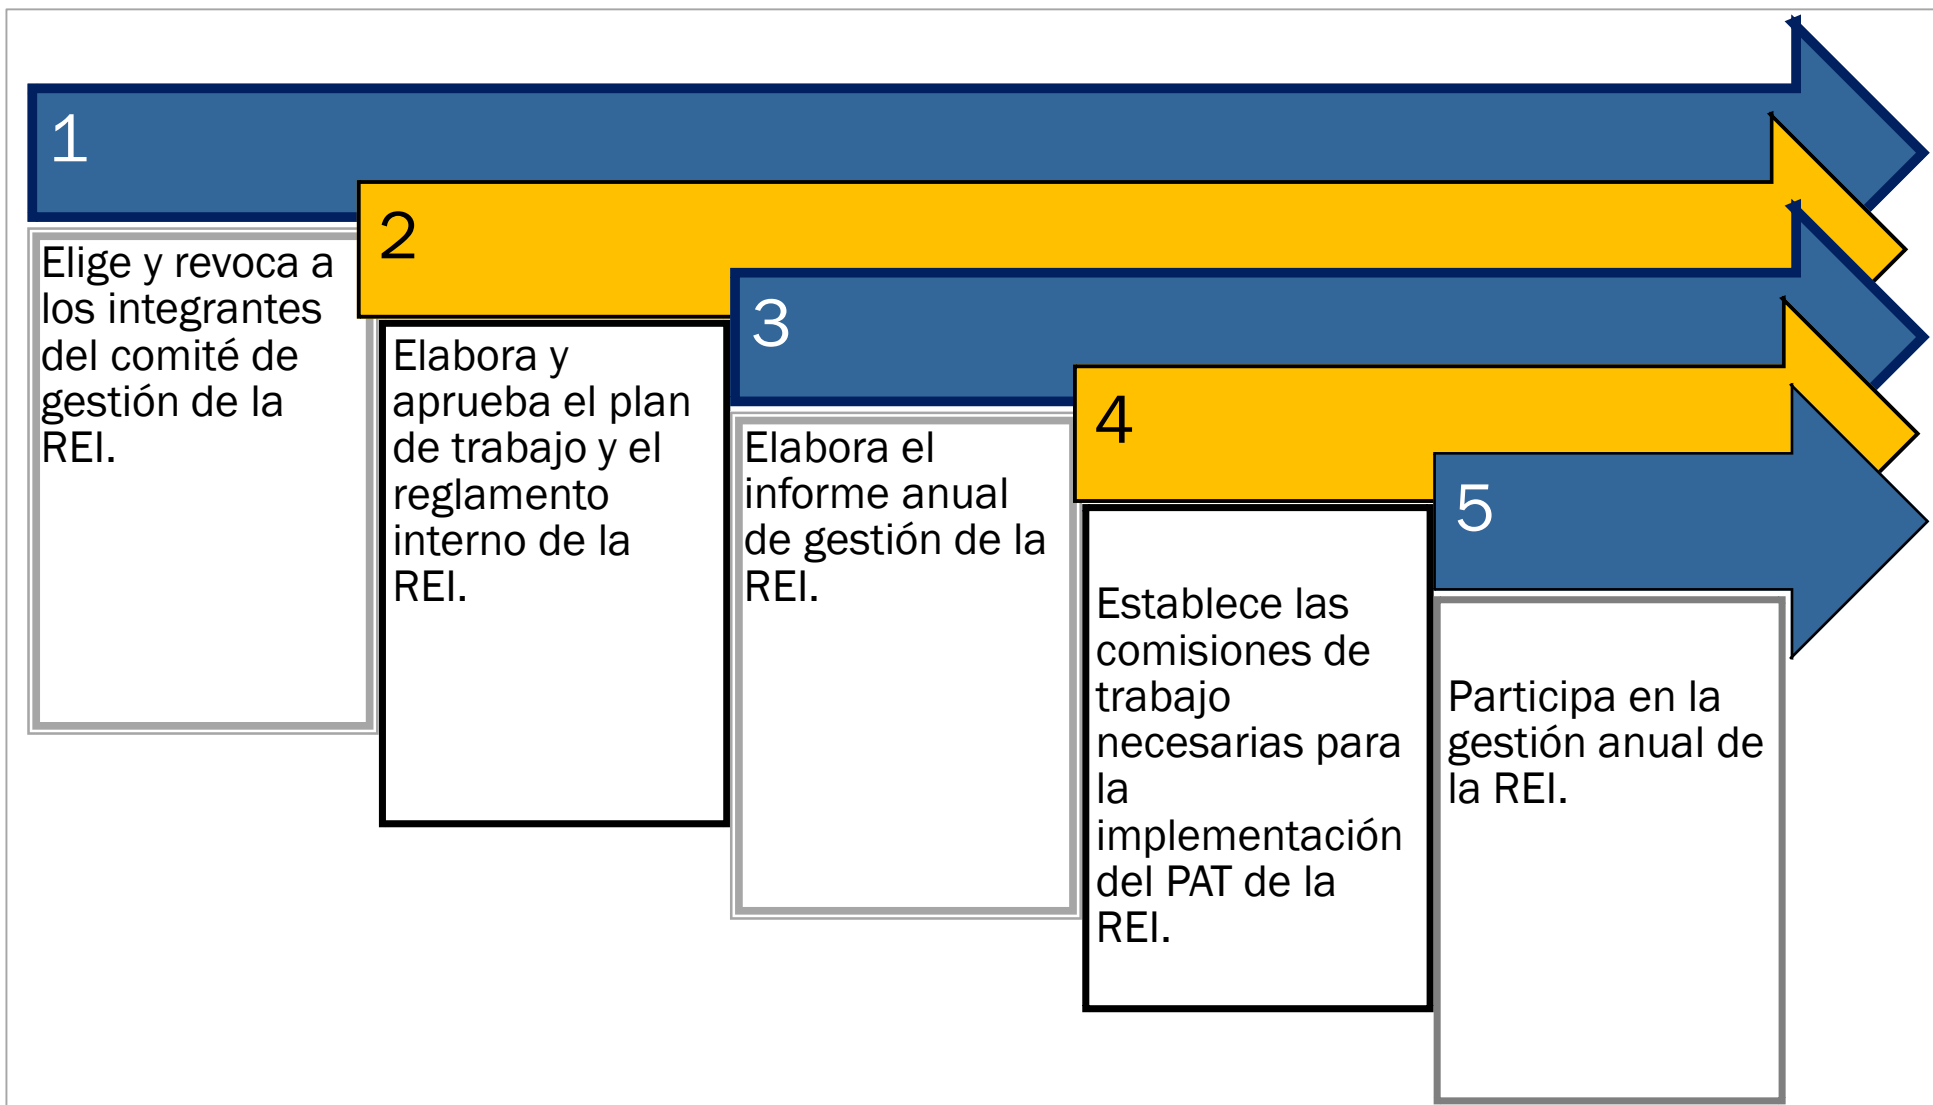 1
Elige y revoca a
los integrantes
del comité de
gestión de la
REI.
2
Elabora y
aprueba el plan
de trabajo y el
reglamento
interno de la
REI.
3
Elabora el
informe anual
de gestión de la
REI.
4
Establece las
comisiones de
trabajo
necesarias para
la
implementación
del PAT de la
REI.
5
Participa en la
gestión anual de
la REI.